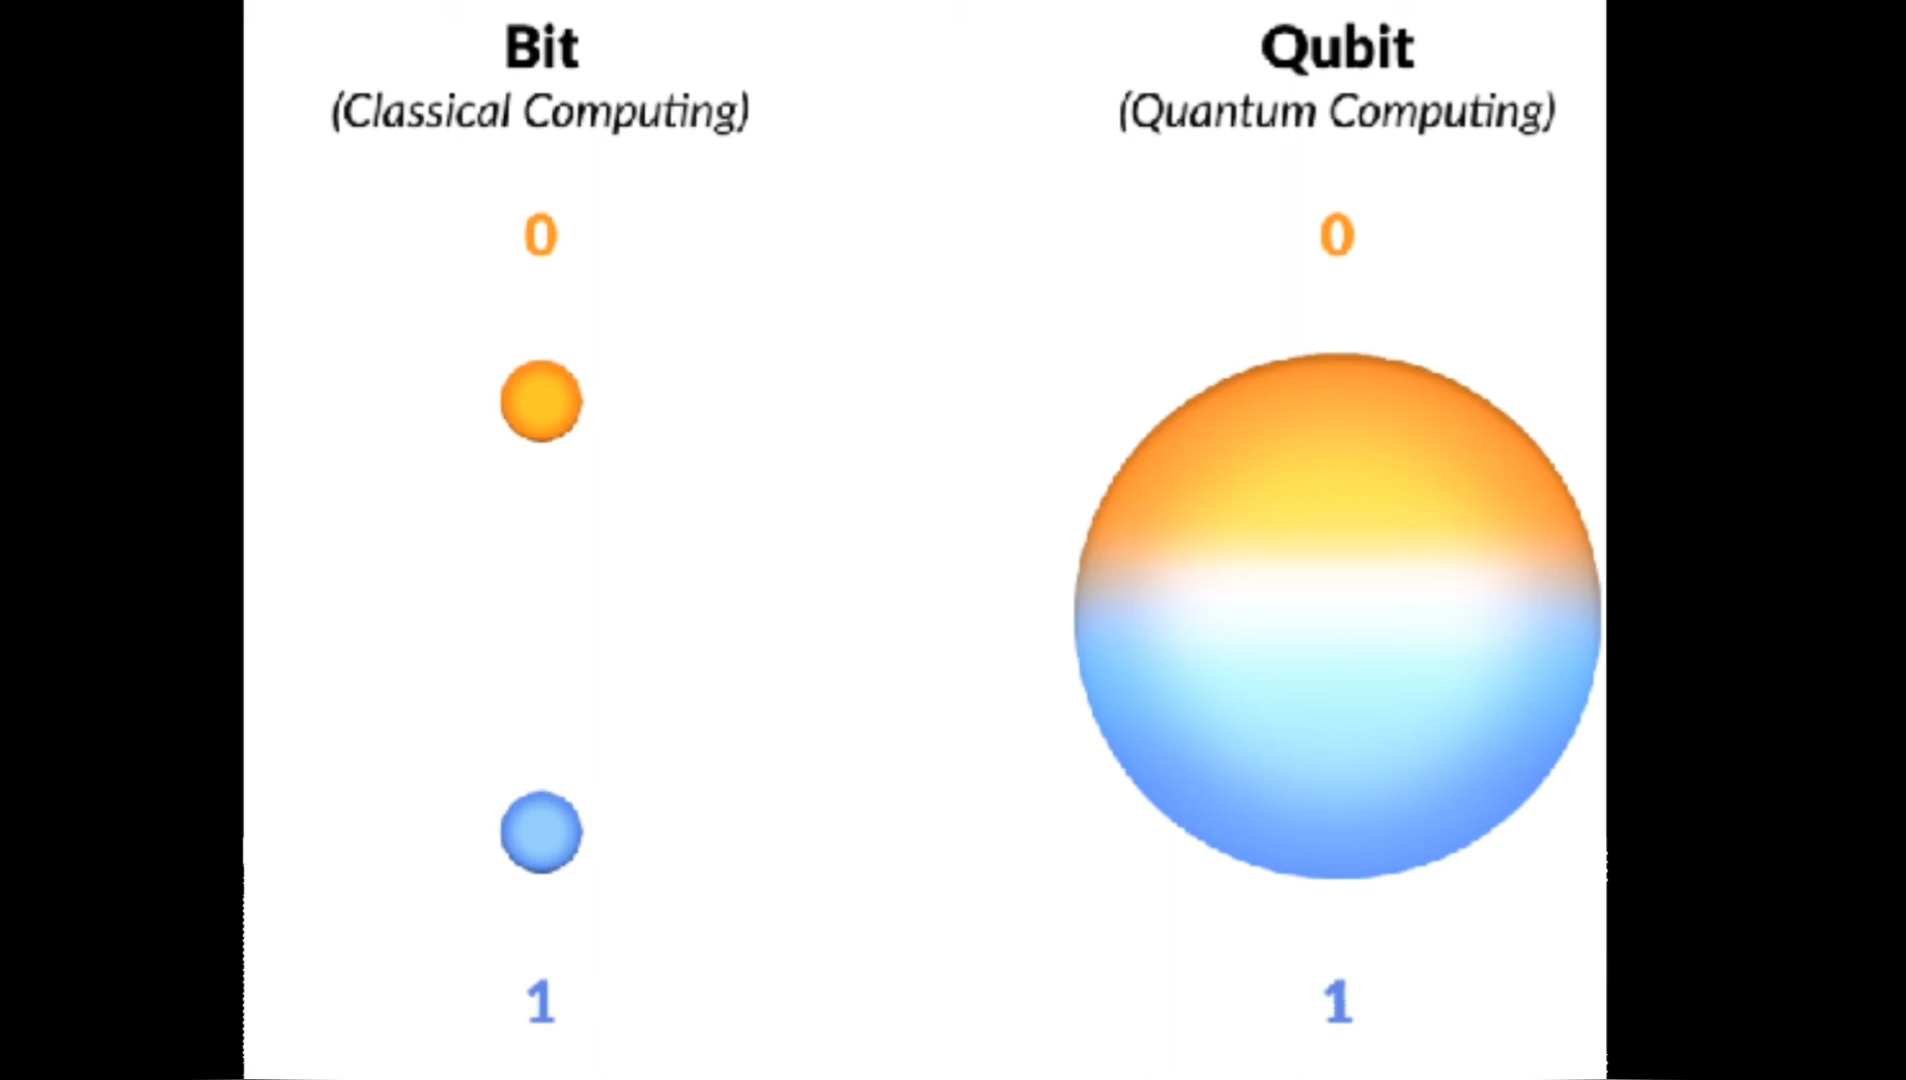 Bit
(Classical Computing)
0
1
Qubit
(Quantum Computing)
0
1